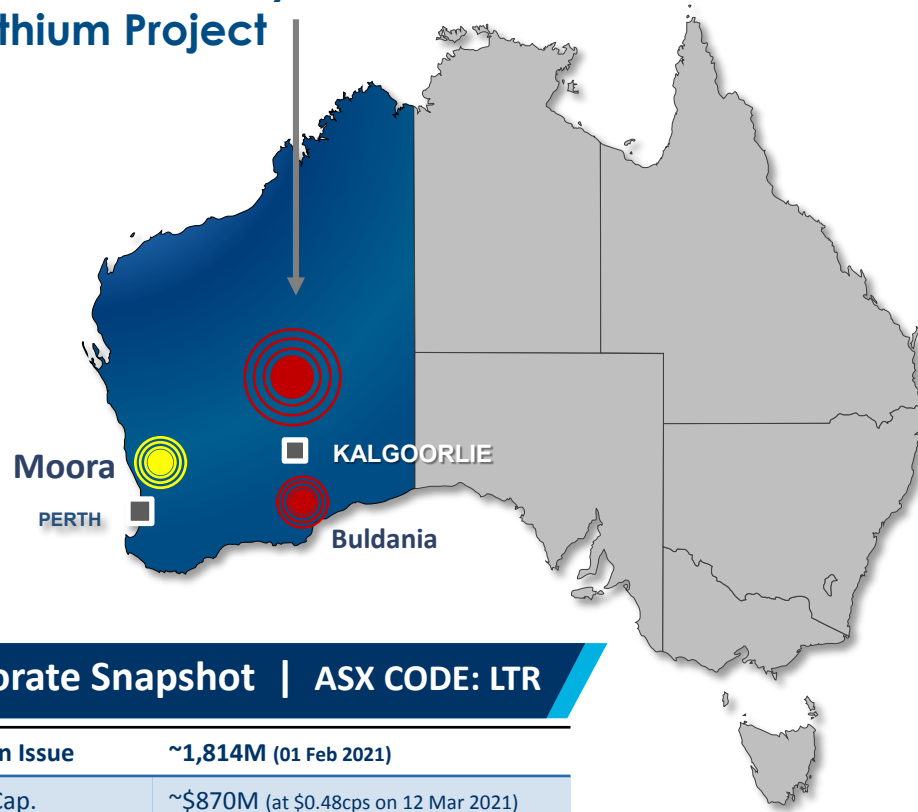 thium Project
KALGOORLIE
Moora
PERTH
Buldania
orate Snapshot | ASX CODE: LTR
n Issue ~1,814M (01 Feb 2021)
Cap. ~$870M (at $0.48cps on 12 Mar 2021)